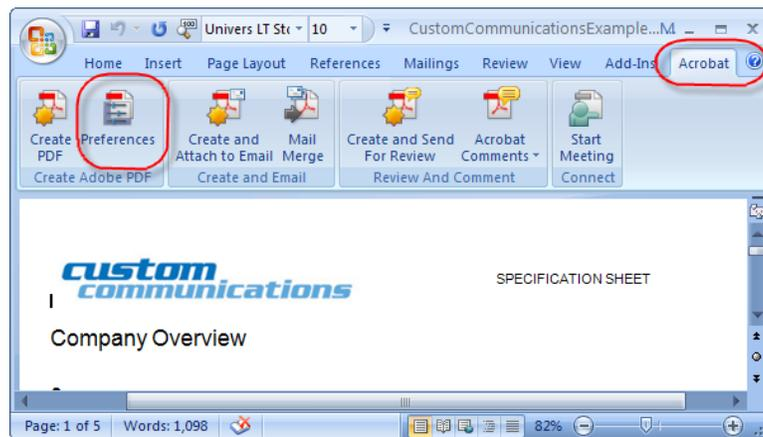 Univers LT Stc 10 CustomCommunicationsExample...M
Home Insert Page Layout References Mailings Review View Add-Ins Acrobat
Create PDF
Preferences
Create and Attach to Email
Mail Merge
Create and Send For Review
Acrobat Comments
Start Meeting
Create Adobe PDF Create and Email Review And Comment Connect
custom
communications
SPECIFICATION SHEET
Company Overview
Page: 1 of 5 Words: 1,098 82%